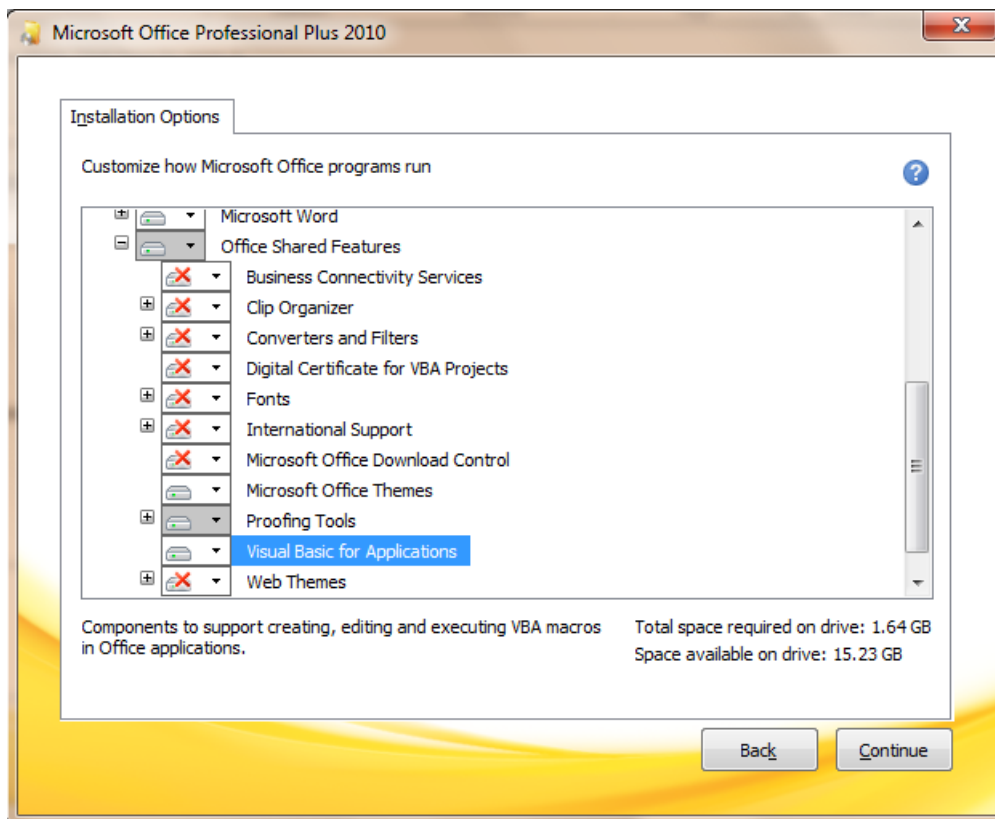 Microsoft Office Professional Plus 2010
Installation Options
Customize how Microsoft Office programs run
Microsoft Word
Office Shared Features
Business Connectivity Services
Clip Organizer
Converters and Filters
Digital Certificate for VBA Projects
Fonts
International Support
Microsoft Office Download Control
Microsoft Office Themes
Proofing Tools
Visual Basic for Applications
Web Themes
Components to support creating, editing and executing VBA macros
in Office applications.
Total space required on drive: 1.64 GB
Space available on drive: 15.23 GB
Back
Continue